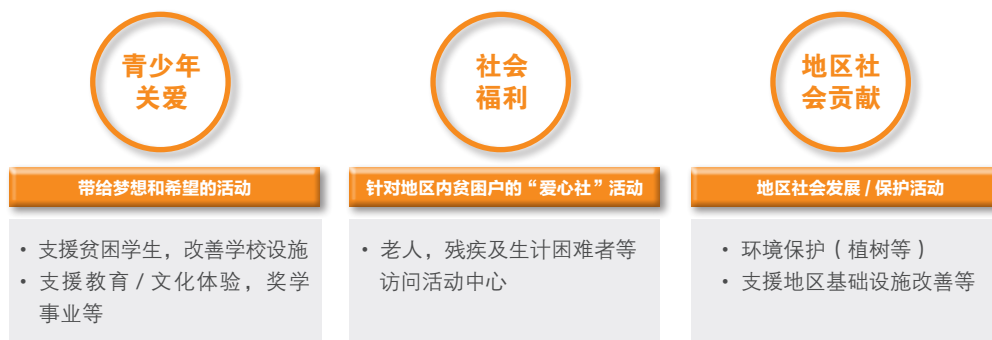 青少年
关爱
带给梦想和希望的活动
• 支援贫困学生，改善学校设施
• 支援教育 / 文化体验，奖学
事业等
社会
福利
针对地区内贫困户的“爱心社”活动
• 老人，残疾及生计困难者等
访问活动中心
地区社
会贡献
地区社会发展 / 保护活动
• 环境保护（植树等）
• 支援地区基础设施改善等